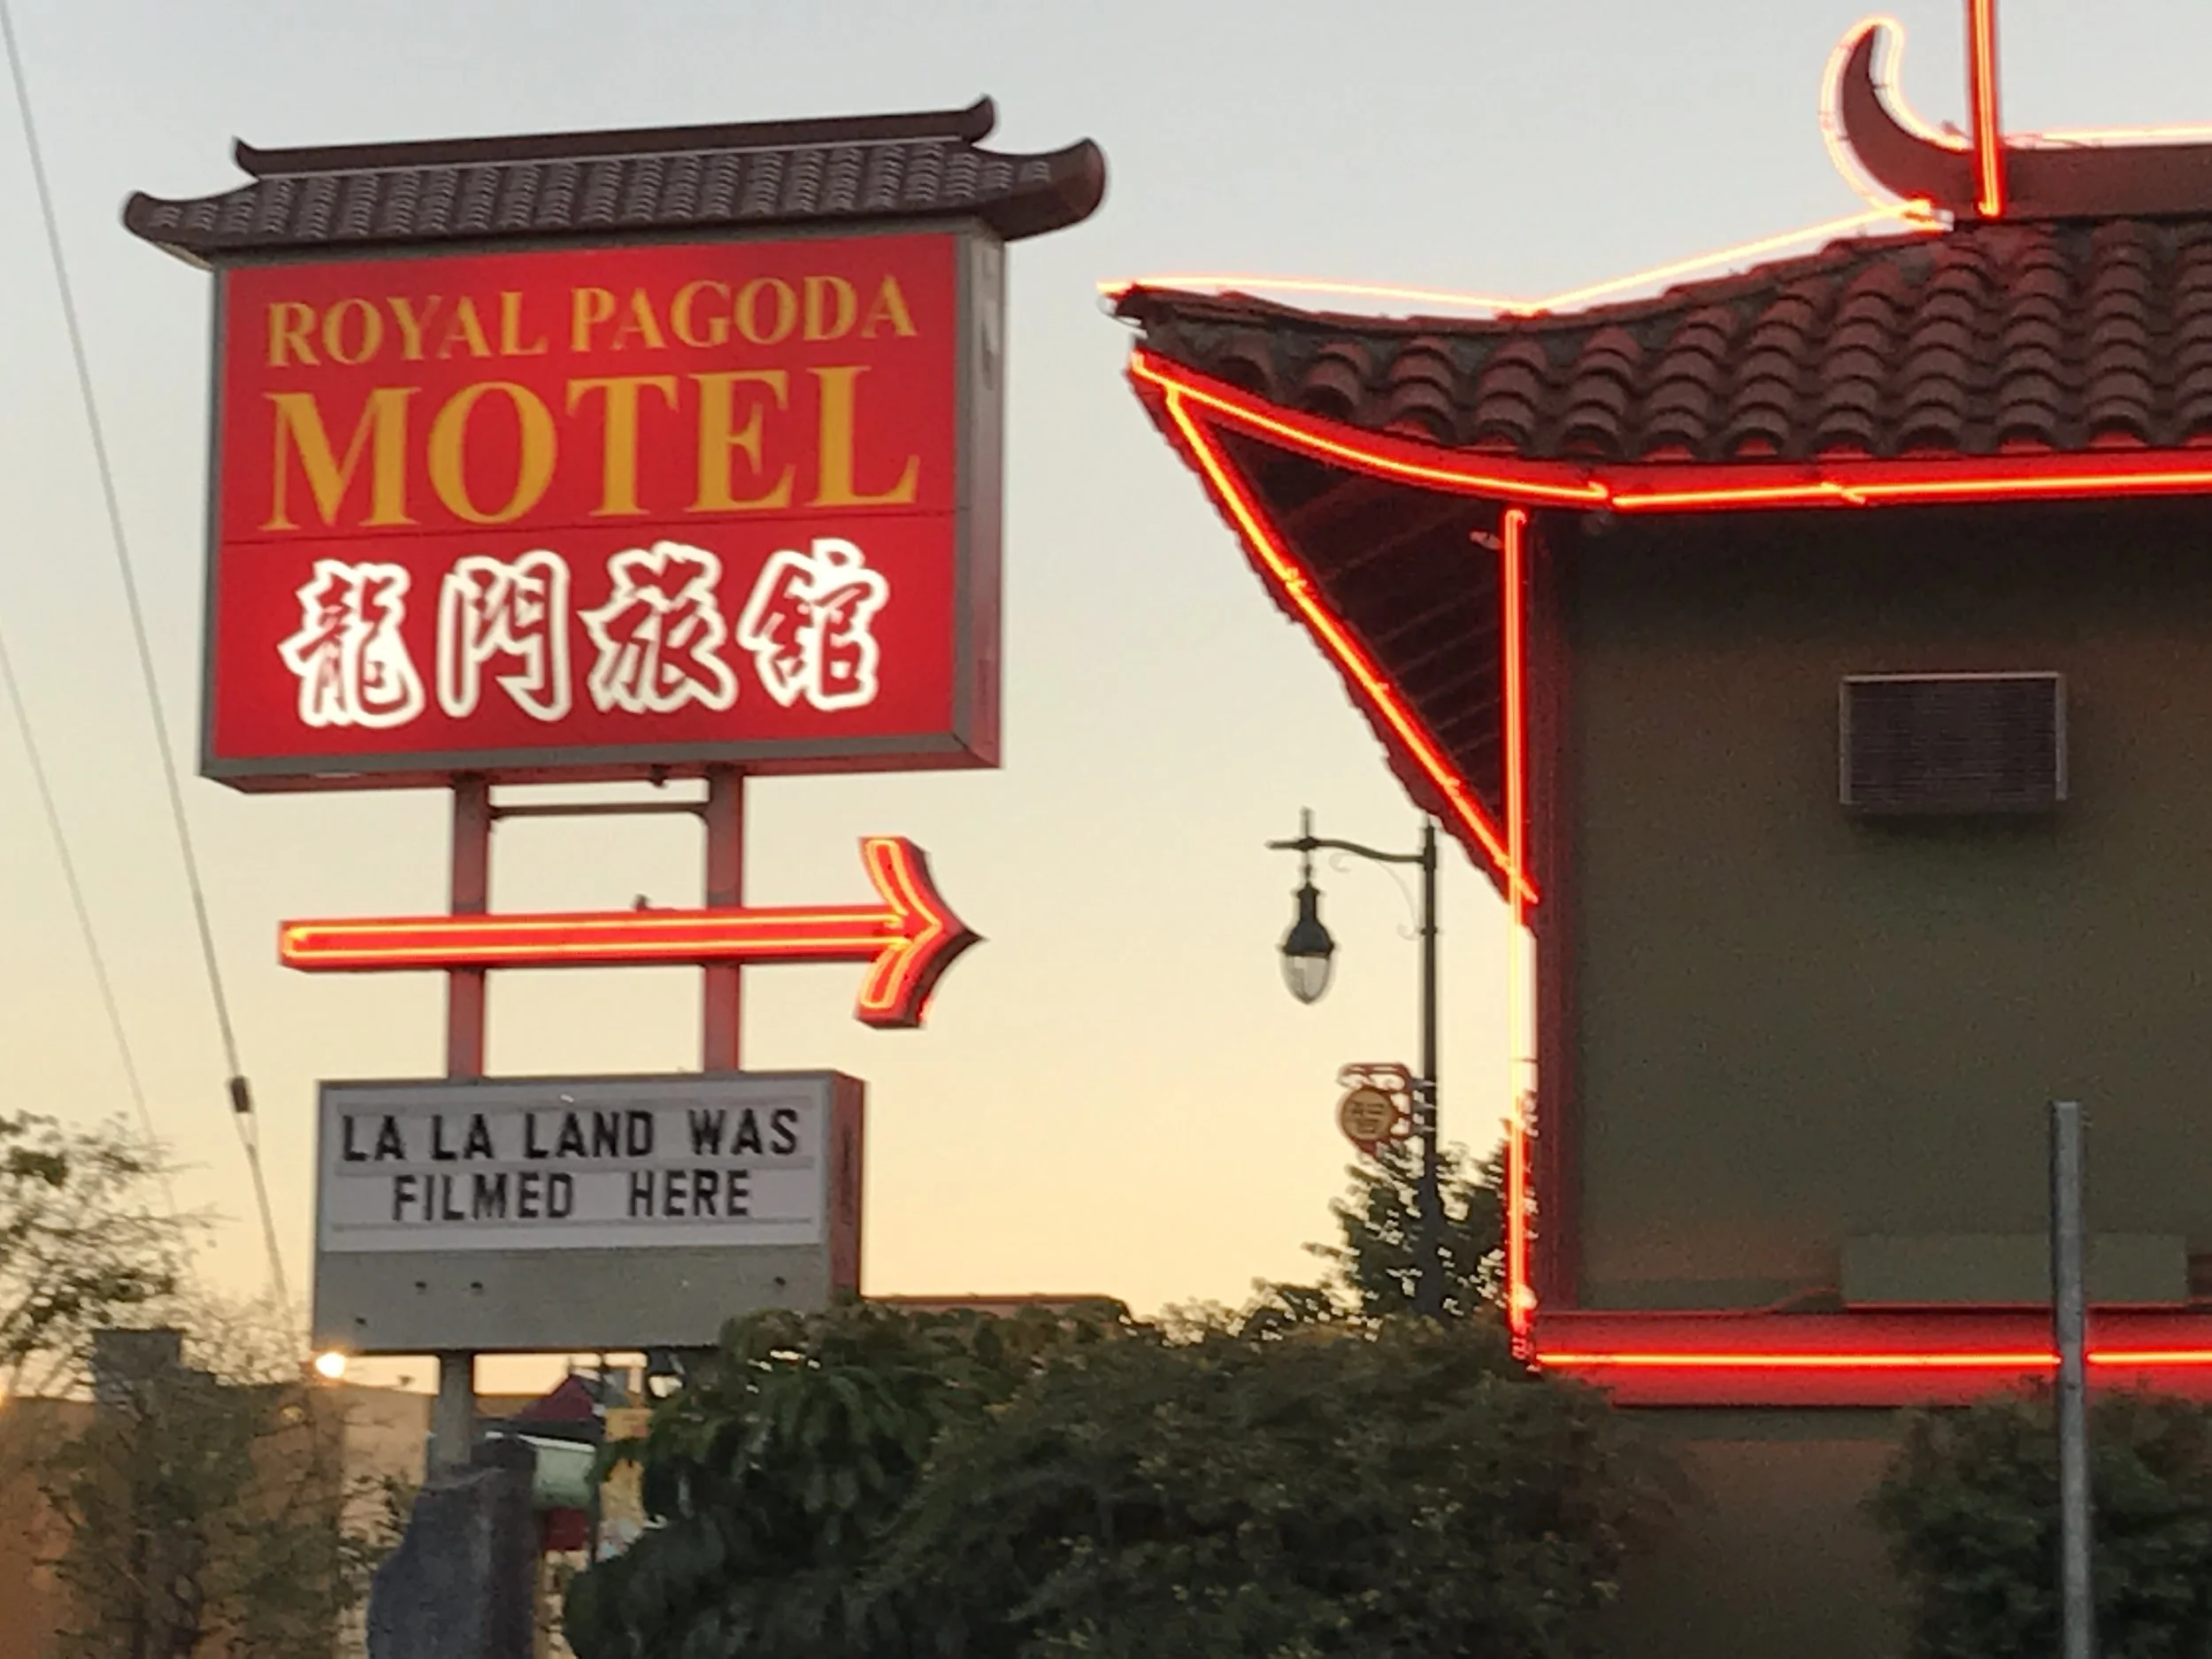 ROYAL PAGODA
MOTEL
龍門旅館
LA LA LAND WAS
FILMED HERE